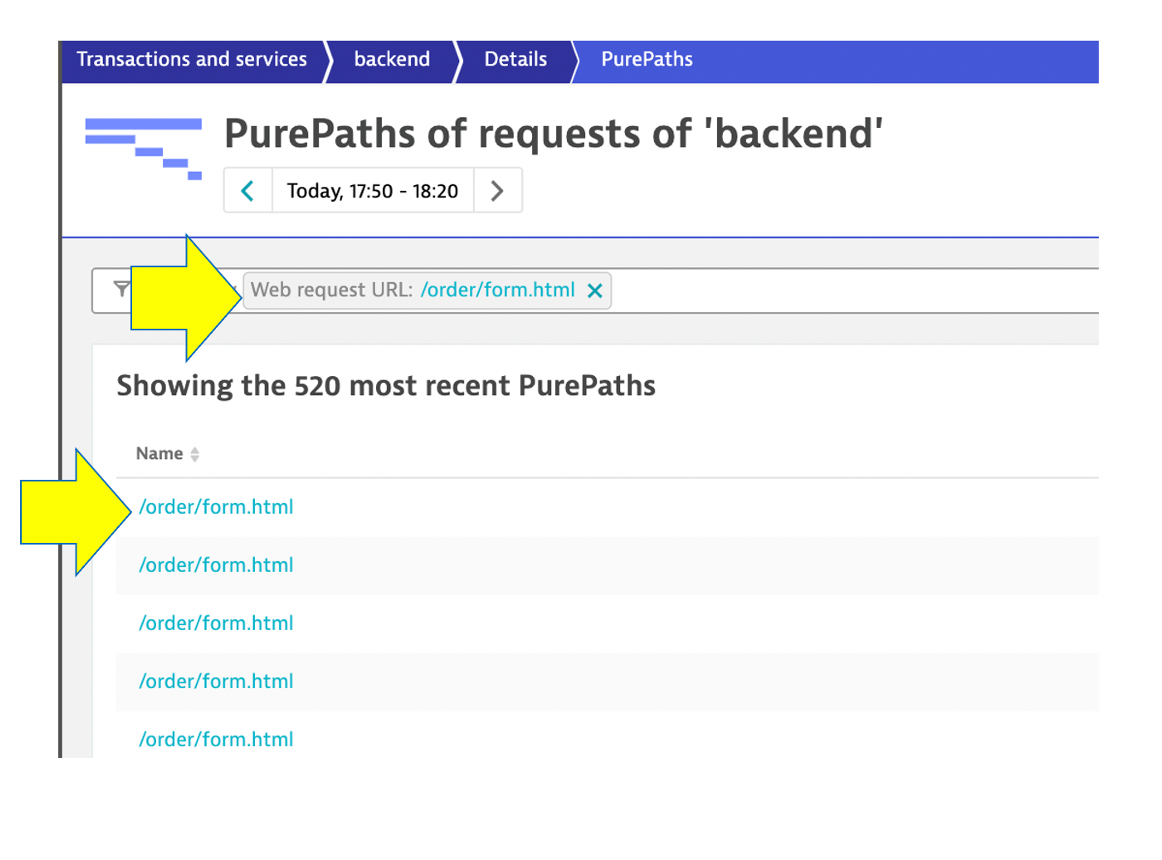 Transactions and services backend Details PurePaths
PurePaths of requests of 'backend'
Today, 17:50 - 18:20
Web request URL: /order/form.html
Showing the 520 most recent PurePaths
Name
/order/form.html
/order/form.html
/order/form.html
/order/form.html
/order/form.html